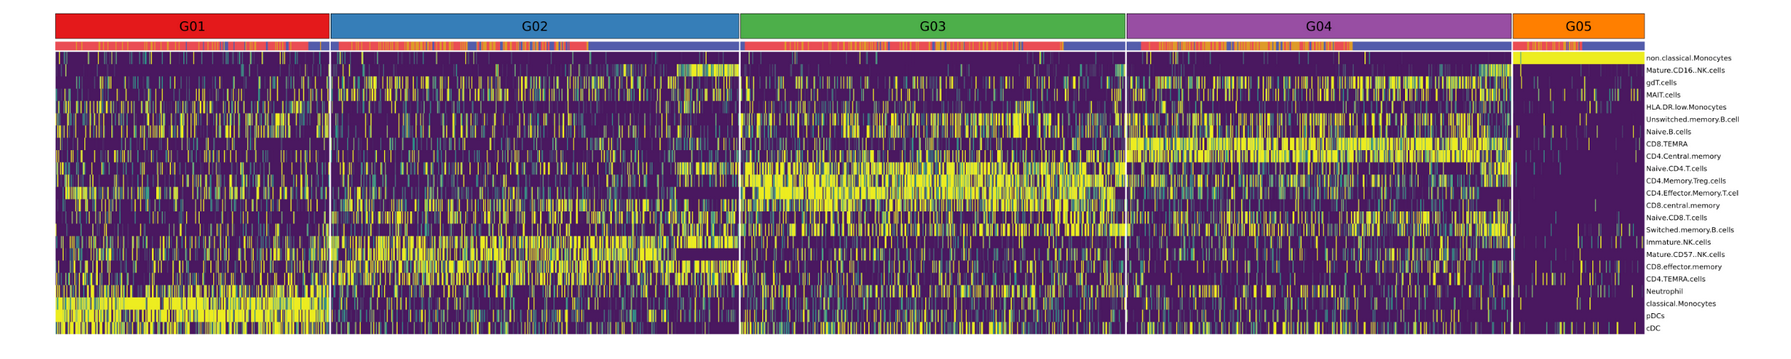 G01 G02 G03 G04 G05
non.classical.Monocytes
Mature.CD16..NK.cells
gdT.cells
MAIT.cells
HLA.DR.low.Monocytes
Unswitched.memory.B.cell
Naive.B.cells
CD8.TEMRA
CD4.Central.memory
Naive.CD4.T.cells
CD4.Memory.Treg.cells
CD4.Effector.Memory.T.cel
CD8.central.memory
Naive.CD8.T.cells
Switched.memory.B.cells
Immature.NK.cells
Mature.CD57..NK.cells
CD8.effector.memory
CD4.TEMRA.cells
Neutrophil
classical.Monocytes
pDCs
cDC